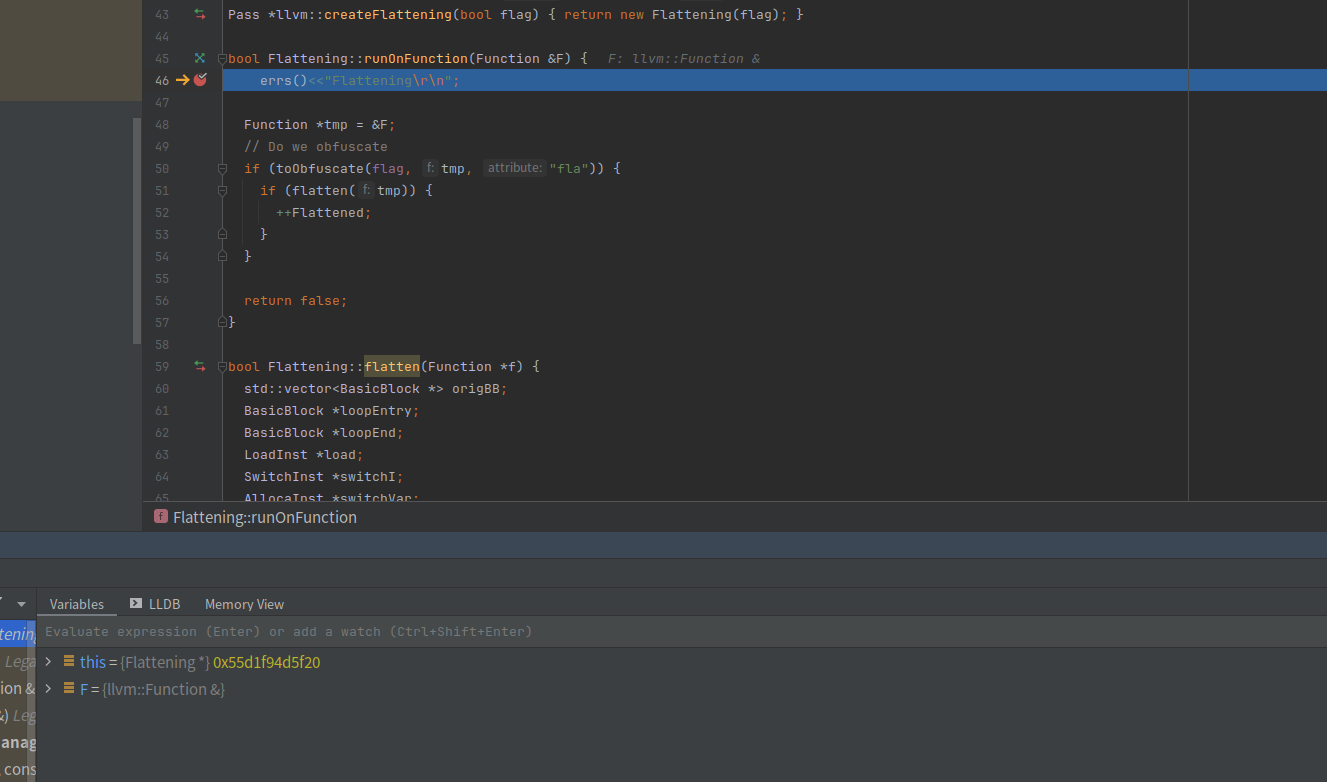 43 Pass *llvm::createFlattening(bool flag) { return new Flattening(flag); }
44
45 bool Flattening::runOnFunction(Function &F) { F: llvm::Function &
46 errs()<<"Flattening\r\n";
47
48 Function *tmp = &F;
49 // Do we obfuscate
50 if (toObfuscate(flag, f: tmp, attribute: "fla")) {
51 if (flatten( f: tmp)) {
52 ++Flattened;
53 }
54 }
55
56 return false;
57 }
58
59 bool Flattening::flatten(Function *f) {
60 std::vector<BasicBlock *> origBB;
61 BasicBlock *loopEntry;
62 BasicBlock *loopEnd;
63 LoadInst *load;
64 SwitchInst *switchI;
65 AllocaInst *switchVar;
f Flattening::runOnFunction
Variables LLDB Memory View
Evaluate expression (Enter) or add a watch (Ctrl+Shift+Enter)
tening
this = {Flattening *} 0x55d1f94d5f20
Lega
F = {llvm::Function &}
ion &
&) Leg
anag
cons